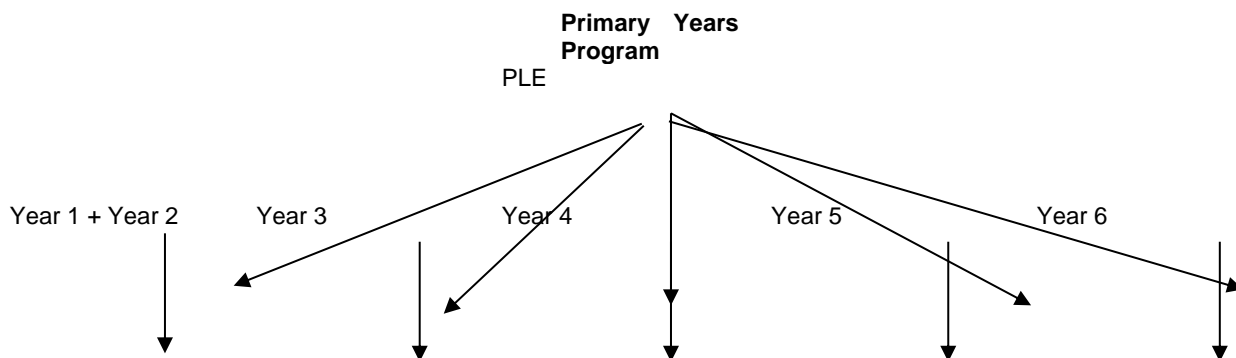 Primary Years
Program
PLE
Year 1 + Year 2 Year 3 Year 4 Year 5 Year 6